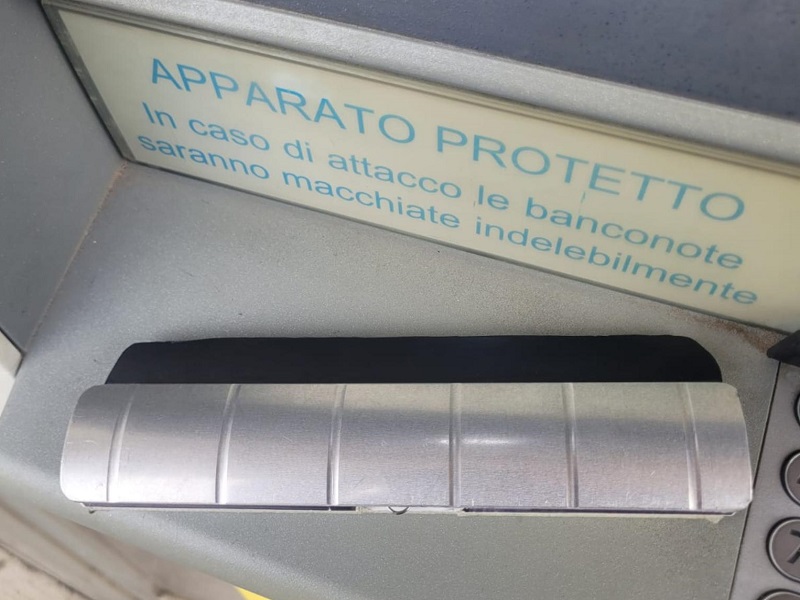 APPARATO PROTETTO
In caso di attacco le banconote
saranno macchiate indelebilmente